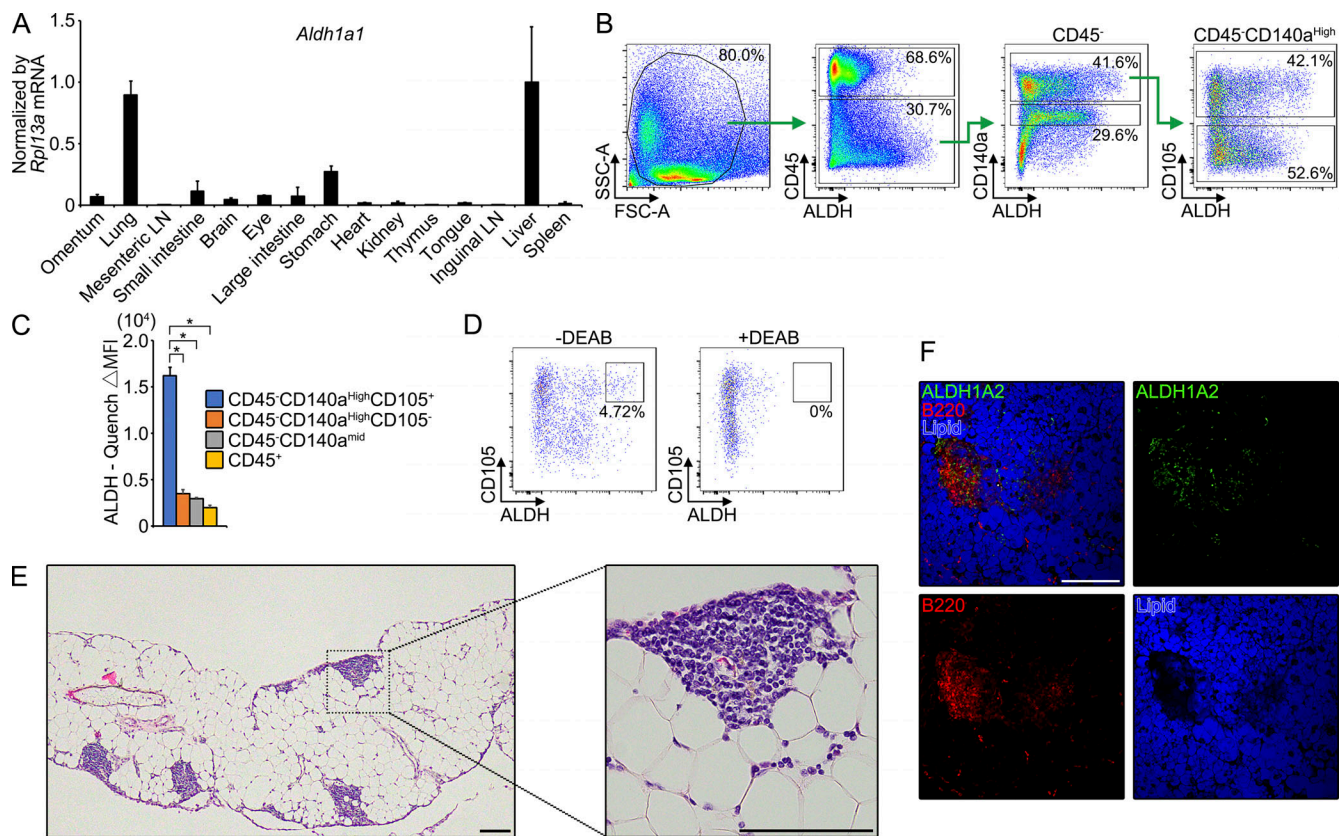 A
Aldh1a1
Normalized by
Rpl13a mRNA
1.5
1.0
0.5
0
Omentum
Lung
Mesenteric LN
Small intestine
Brain
Eye
Large intestine
Stomach
Heart
Kidney
Thymus
Tongue
Inguinal LN
Liver
Spleen
B
80.0%
SSC-A
FSC-A
68.6%
30.7%
CD45
ALDH
CD45⁻
41.6%
29.6%
CD140a
ALDH
CD45⁻CD140aᴴⁱᵍʰ
42.1%
52.6%
CD105
ALDH
C
(10⁴)
ALDH - Quench △MFI
2.0
1.5
1.0
0.5
0
*
*
*
CD45⁻CD140aᴴⁱᵍʰCD105⁺
CD45⁻CD140aᴴⁱᵍʰCD105⁻
CD45⁻CD140aᵐⁱᵈ
CD45⁺
D
-DEAB
4.72%
CD105
ALDH
+DEAB
0%
CD105
ALDH
E
F
ALDH1A2
B220
Lipid
ALDH1A2
B220
Lipid